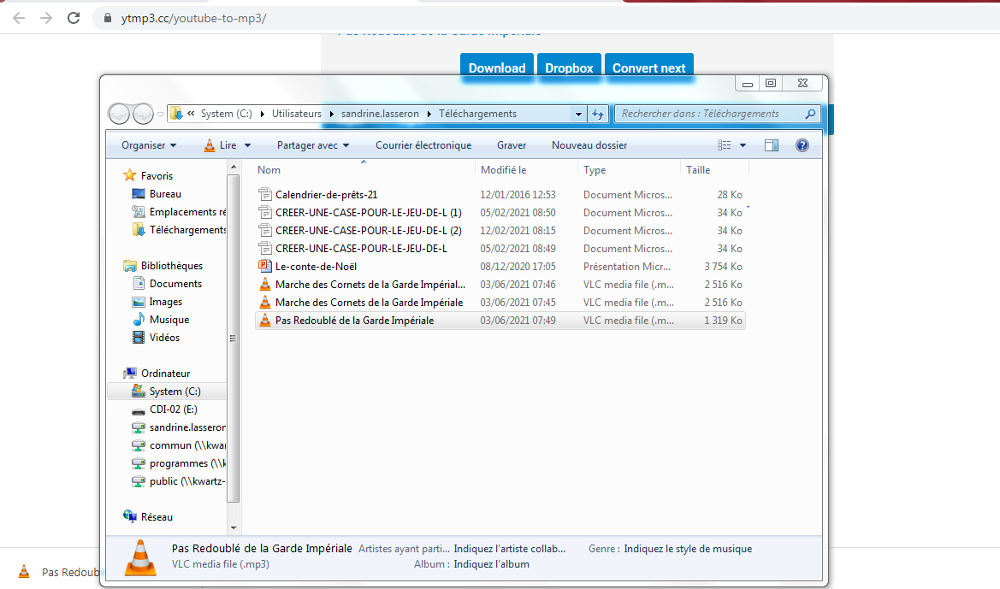 ytmp3.cc/youtube-to-mp3/
Pas Redoublé de la Garde Impériale
Download Dropbox Convert next
« System (C:) Utilisateurs sandrine.lasseron Téléchargements
Rechercher dans : Téléchargements
Organiser Lire Partager avec Courrier électronique Graver Nouveau dossier
Favoris
Bureau
Emplacements ré
Téléchargements
Bibliothèques
Documents
Images
Musique
Vidéos
Ordinateur
System (C:)
CDI-02 (E:)
sandrine.lasseron
commun (\\kwar
programmes (\\k
public (\\kwartz-
Réseau
Nom Modifié le Type Taille
Calendrier-de-prêts-21 12/01/2016 12:53 Document Micros... 28 Ko
CREER-UNE-CASE-POUR-LE-JEU-DE-L (1) 05/02/2021 08:50 Document Micros... 34 Ko
CREER-UNE-CASE-POUR-LE-JEU-DE-L (2) 12/02/2021 08:15 Document Micros... 34 Ko
CREER-UNE-CASE-POUR-LE-JEU-DE-L 05/02/2021 08:49 Document Micros... 34 Ko
Le-conte-de-Noël 08/12/2020 17:05 Présentation Micr... 3 754 Ko
Marche des Cornets de la Garde Impérial... 03/06/2021 07:46 VLC media file (.m... 2 516 Ko
Marche des Cornets de la Garde Impériale 03/06/2021 07:45 VLC media file (.m... 2 516 Ko
Pas Redoublé de la Garde Impériale 03/06/2021 07:49 VLC media file (.m... 1 319 Ko
Pas Redoublé de la Garde Impériale Artistes ayant parti... Indiquez l'artiste collab... Genre : Indiquez le style de musique
VLC media file (.mp3) Album : Indiquez l'album
Pas Redoub